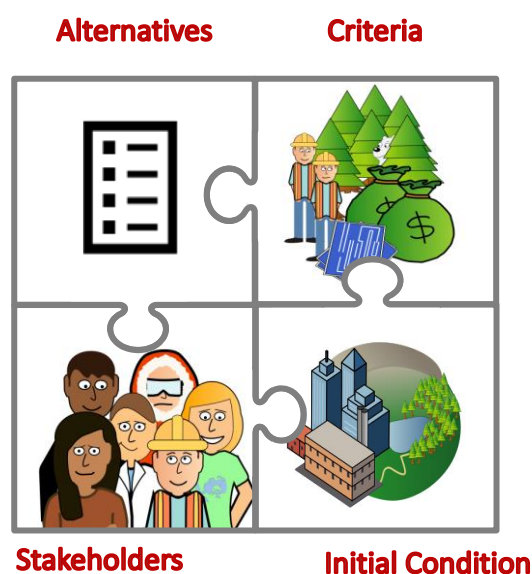 Alternatives
Criteria
$
$
Stakeholders
Initial Condition